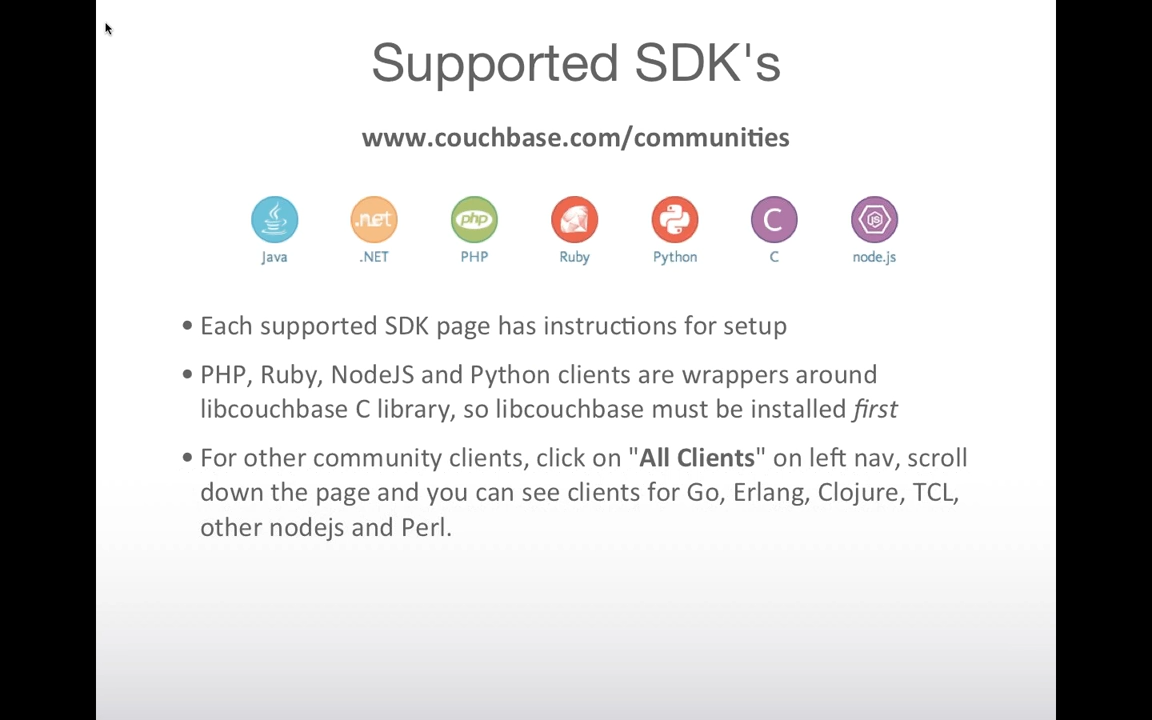 Supported SDK's
www.couchbase.com/communities
.net
php
C
JS
Java
.NET
PHP
Ruby
Python
C
node.js
• Each supported SDK page has instructions for setup
• PHP, Ruby, NodeJS and Python clients are wrappers around
libcouchbase C library, so libcouchbase must be installed first
• For other community clients, click on "All Clients" on left nav, scroll
down the page and you can see clients for Go, Erlang, Clojure, TCL,
other nodejs and Perl.